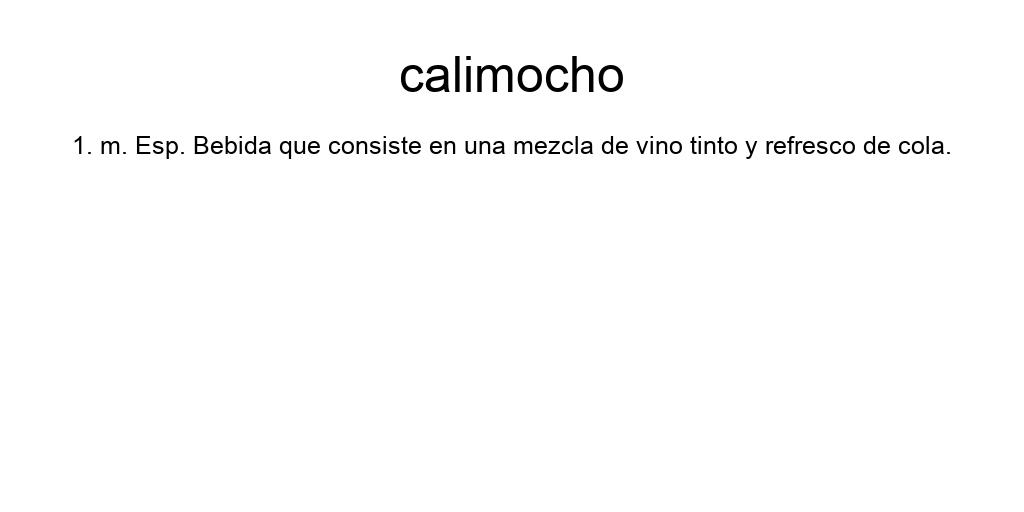 calimocho
1. m. Esp. Bebida que consiste en una mezcla de vino tinto y refresco de cola.